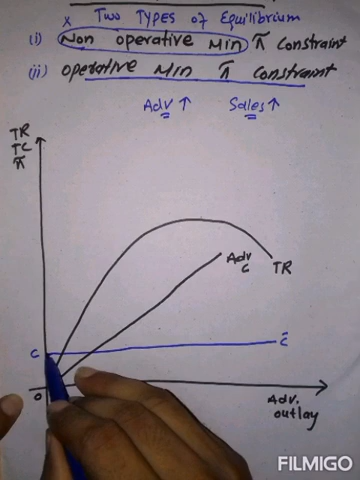 x Two Types of Equilibrium
(i) Non operative Min π Constraint
(ii) operative Min π constraint
Adv ↑ Sales ↑
TR
TC
π
Adv
c
TR
C
C̄
O
Adv.
outlay
FILMIGO